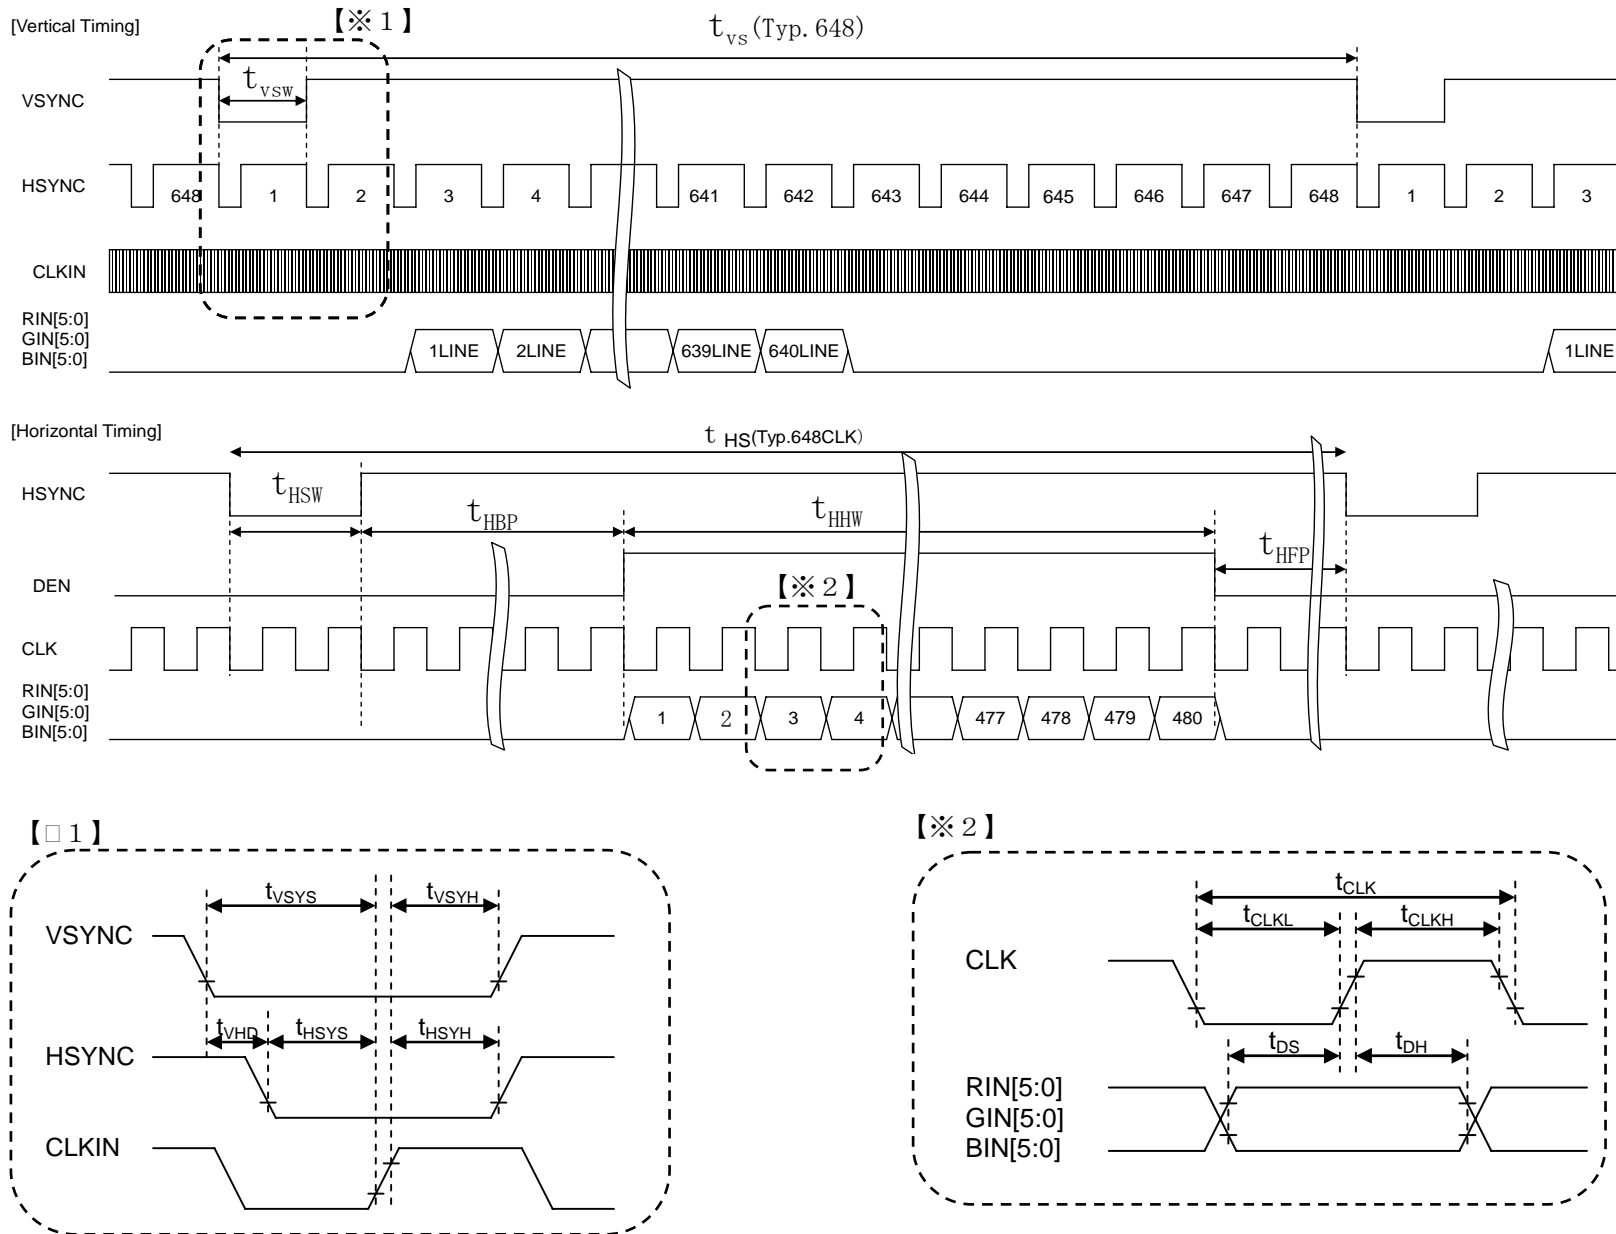 [Vertical Timing]
【※１】
tvs(Typ.648)
tvsw
VSYNC
HSYNC
648 1 2 3 4 641 642 643 644 645 646 647 648 1 2 3
CLKIN
RIN[5:0]
GIN[5:0]
BIN[5:0]
1LINE 2LINE 639LINE 640LINE 1LINE
[Horizontal Timing]
t HS(Typ.648CLK)
HSYNC
tHSW
tHBP
tHHW
tHFP
DEN
【※２】
CLK
RIN[5:0]
GIN[5:0]
BIN[5:0]
1 2 3 4 477 478 479 480
【□１】
tVSYS tVSYH
VSYNC
tVHD tHSYS tHSYH
HSYNC
CLKIN
【※２】
tCLK
tCLKL tCLKH
CLK
tDS tDH
RIN[5:0]
GIN[5:0]
BIN[5:0]